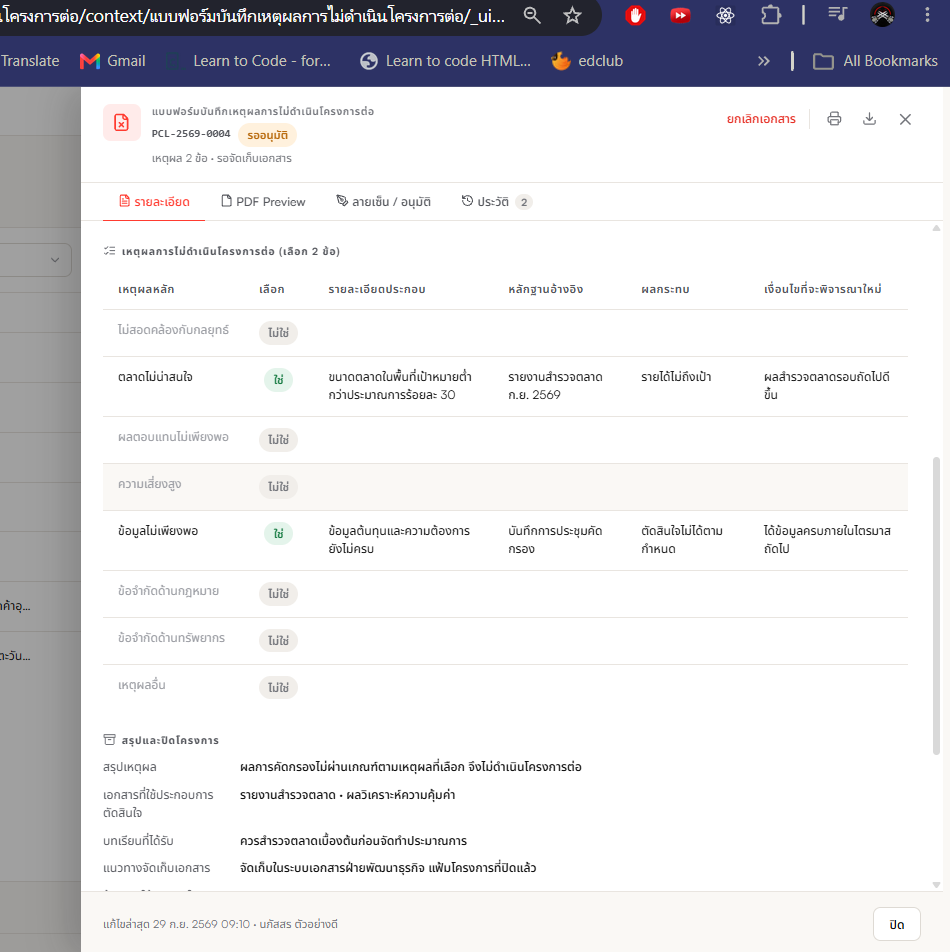 โครงการต่อ/context/แบบฟอร์มบันทึกเหตุผลการไม่ดำเนินโครงการต่อ/_ui...
Translate
Gmail
Learn to Code - for...
Learn to code HTML...
edclub
»
All Bookmarks
แบบฟอร์มบันทึกเหตุผลการไม่ดำเนินโครงการต่อ
PCL-2569-0004 รออนุมัติ
เหตุผล 2 ข้อ • รอจัดเก็บเอกสาร
ยกเลิกเอกสาร
รายละเอียด
PDF Preview
ลายเซ็น / อนุมัติ
ประวัติ 2
เหตุผลการไม่ดำเนินโครงการต่อ (เลือก 2 ข้อ)
เหตุผลหลัก เลือก รายละเอียดประกอบ หลักฐานอ้างอิง ผลกระทบ เงื่อนไขที่จะพิจารณาใหม่
ไม่สอดคล้องกับกลยุทธ์ ไม่ใช่
ตลาดไม่น่าสนใจ ใช่ ขนาดตลาดในพื้นที่เป้าหมายต่ำ รายงานสำรวจตลาด รายได้ไม่ถึงเป้า ผลสำรวจตลาดรอบถัดไปดี
กว่าประมาณการร้อยละ 30 ก.ย. 2569 ขึ้น
ผลตอบแทนไม่เพียงพอ ไม่ใช่
ความเสี่ยงสูง ไม่ใช่
ข้อมูลไม่เพียงพอ ใช่ ข้อมูลต้นทุนและความต้องการ บันทึกการประชุมคัด ตัดสินใจไม่ได้ตาม ได้ข้อมูลครบภายในไตรมาส
ยังไม่ครบ กรอง กำหนด ถัดไป
ข้อจำกัดด้านกฎหมาย ไม่ใช่
ข้อจำกัดด้านทรัพยากร ไม่ใช่
เหตุผลอื่น ไม่ใช่
สรุปและปิดโครงการ
สรุปเหตุผล ผลการคัดกรองไม่ผ่านเกณฑ์ตามเหตุผลที่เลือก จึงไม่ดำเนินโครงการต่อ
เอกสารที่ใช้ประกอบการ รายงานสำรวจตลาด • ผลวิเคราะห์ความคุ้มค่า
ตัดสินใจ
บทเรียนที่ได้รับ ควรสำรวจตลาดเบื้องต้นก่อนจัดทำประมาณการ
แนวทางจัดเก็บเอกสาร จัดเก็บในระบบเอกสารฝ่ายพัฒนาธุรกิจ แฟ้มโครงการที่ปิดแล้ว
แก้ไขล่าสุด 29 ก.ย. 2569 09:10 • นภัสสร ตัวอย่างดี
ปิด